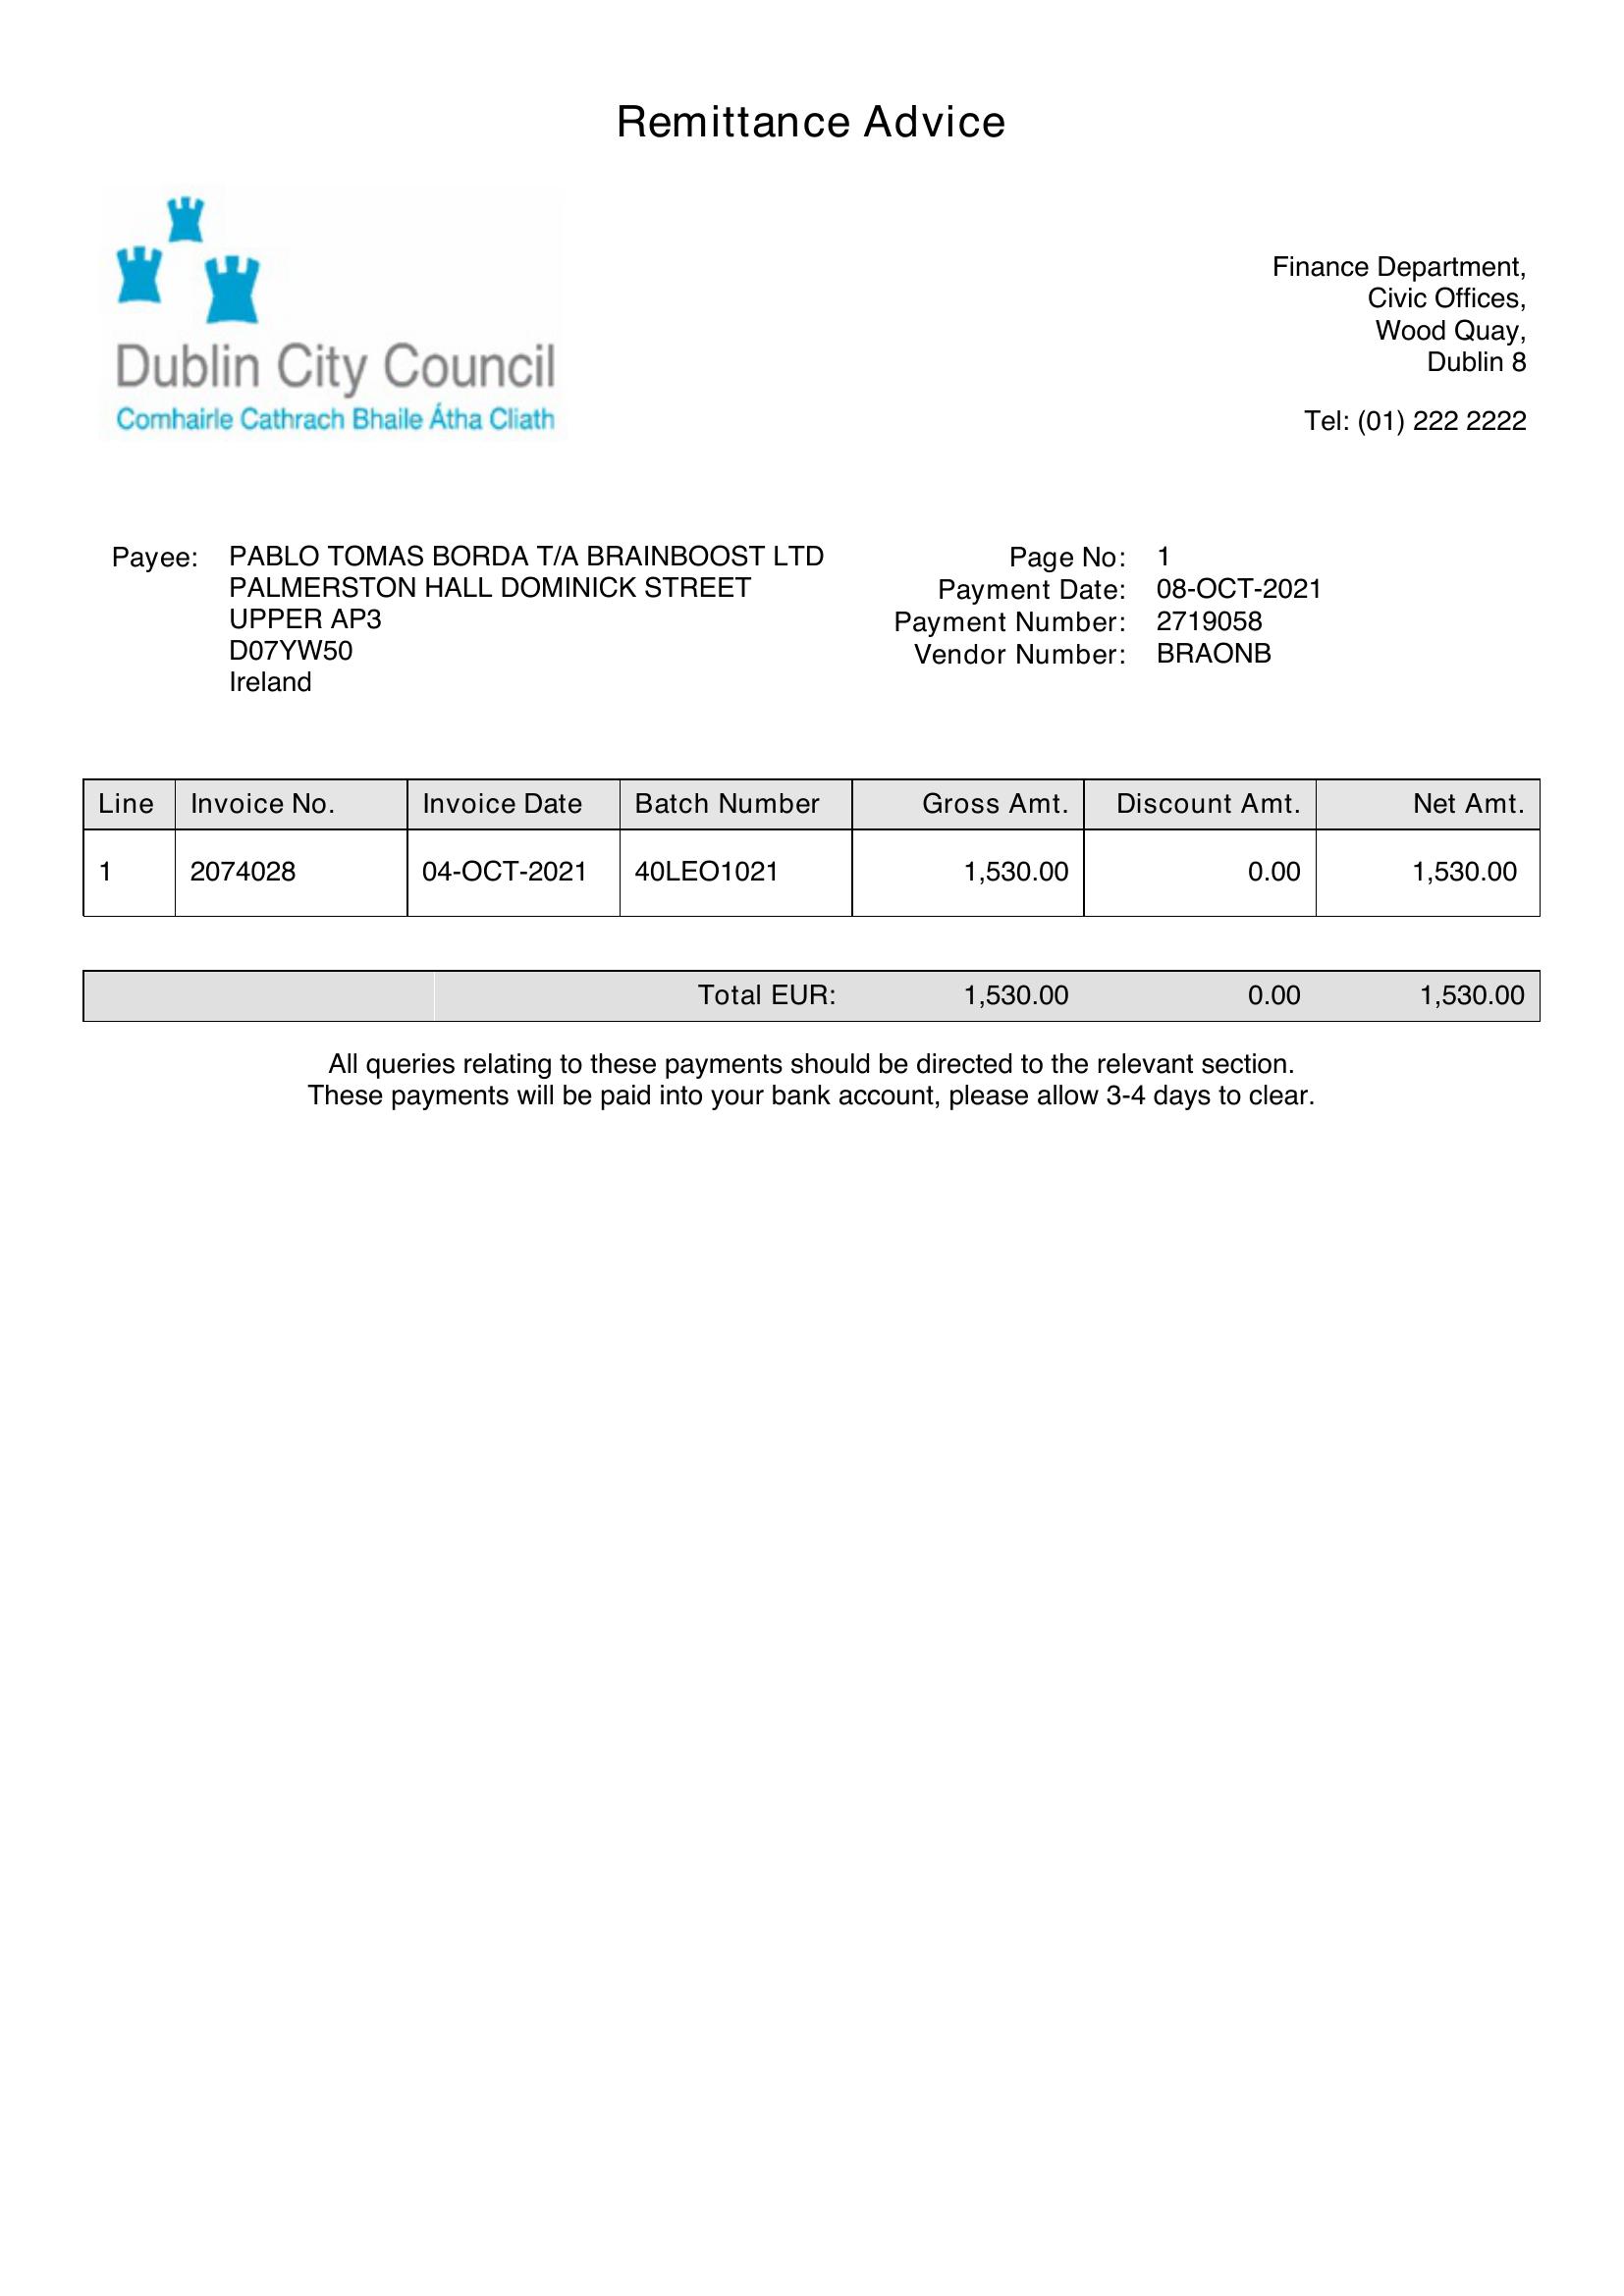 Remittance Advice
Dublin City Council
Comhairle Cathrach Bhaile Átha Cliath
Finance Department,
Civic Offices,
Wood Quay,
Dublin 8
Tel: (01) 222 2222
Payee: PABLO TOMAS BORDA T/A BRAINBOOST LTD
PALMERSTON HALL DOMINICK STREET
UPPER AP3
D07YW50
Ireland
Page No: 1
Payment Date: 08-OCT-2021
Payment Number: 2719058
Vendor Number: BRAONB
Line Invoice No. Invoice Date Batch Number Gross Amt. Discount Amt. Net Amt.
1 2074028 04-OCT-2021 40LEO1021 1,530.00 0.00 1,530.00
Total EUR: 1,530.00 0.00 1,530.00
All queries relating to these payments should be directed to the relevant section.
These payments will be paid into your bank account, please allow 3-4 days to clear.